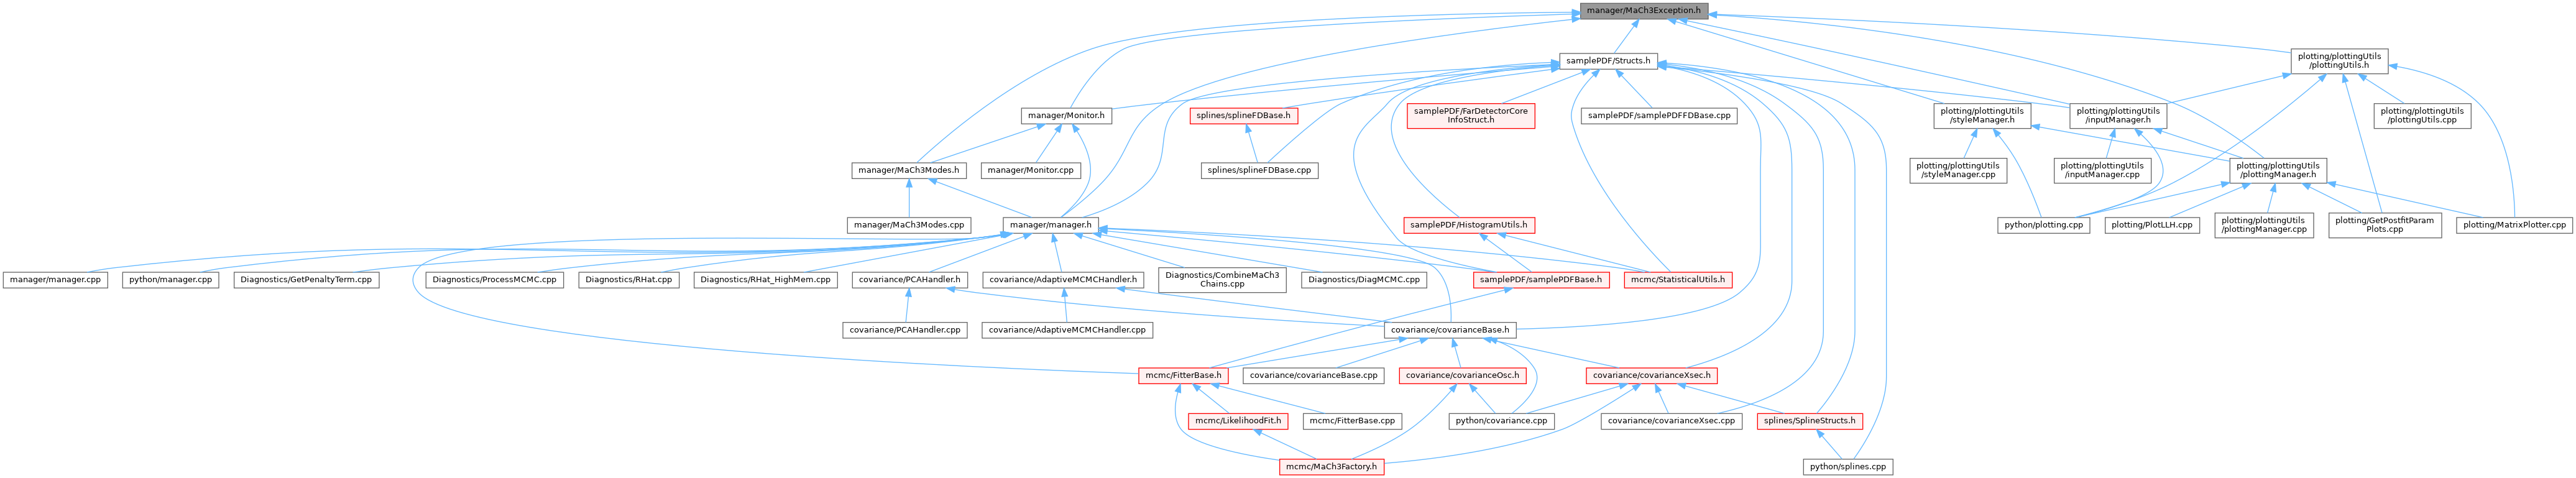 manager/MaCh3Exception.h
samplePDF/Structs.h
plotting/plottingUtils
/plottingUtils.h
manager/Monitor.h
splines/splineFDBase.h
samplePDF/FarDetectorCore
InfoStruct.h
samplePDF/samplePDFFDBase.cpp
plotting/plottingUtils
/styleManager.h
plotting/plottingUtils
/inputManager.h
plotting/plottingUtils
/plottingUtils.cpp
manager/MaCh3Modes.h
manager/Monitor.cpp
splines/splineFDBase.cpp
plotting/plottingUtils
/styleManager.cpp
plotting/plottingUtils
/inputManager.cpp
plotting/plottingUtils
/plottingManager.h
manager/MaCh3Modes.cpp
manager/manager.h
samplePDF/HistogramUtils.h
python/plotting.cpp
plotting/PlotLLH.cpp
plotting/plottingUtils
/plottingManager.cpp
plotting/GetPostfitParam
Plots.cpp
plotting/MatrixPlotter.cpp
manager/manager.cpp
python/manager.cpp
Diagnostics/GetPenaltyTerm.cpp
Diagnostics/ProcessMCMC.cpp
Diagnostics/RHat.cpp
Diagnostics/RHat_HighMem.cpp
covariance/PCAHandler.h
covariance/AdaptiveMCMCHandler.h
Diagnostics/CombineMaCh3
Chains.cpp
Diagnostics/DiagMCMC.cpp
samplePDF/samplePDFBase.h
mcmc/StatisticalUtils.h
covariance/PCAHandler.cpp
covariance/AdaptiveMCMCHandler.cpp
covariance/covarianceBase.h
mcmc/FitterBase.h
covariance/covarianceBase.cpp
covariance/covarianceOsc.h
covariance/covarianceXsec.h
mcmc/LikelihoodFit.h
mcmc/FitterBase.cpp
python/covariance.cpp
covariance/covarianceXsec.cpp
splines/SplineStructs.h
mcmc/MaCh3Factory.h
python/splines.cpp